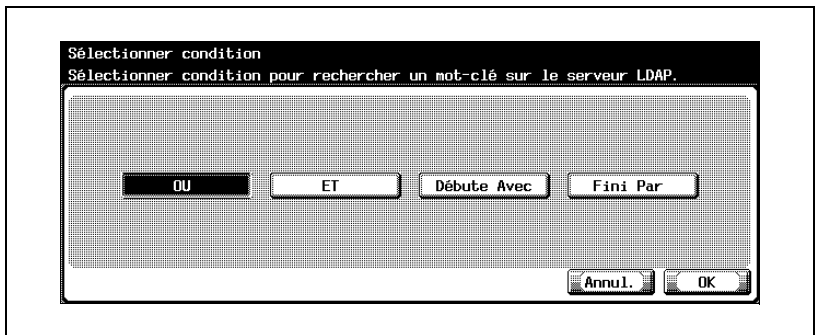 Sélectionner condition
Sélectionner condition pour rechercher un mot-clé sur le serveur LDAP.
OU ET Débute Avec Fini Par
Annul. OK